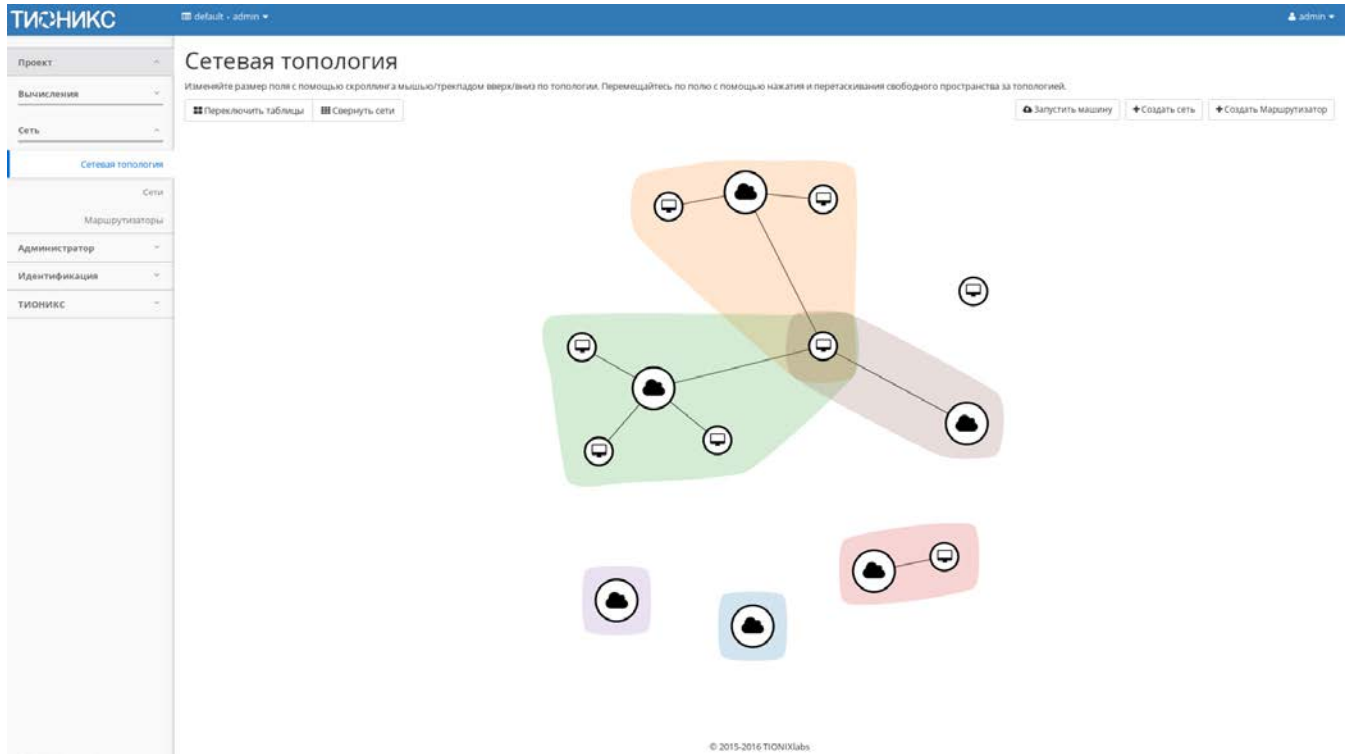 ТИОНИКС
default - admin
admin
Проект
Вычисления
Сеть
Сетевая топология
Сети
Маршрутизаторы
Администратор
Идентификация
ТИОНИКС
Сетевая топология
Изменяйте размер поля с помощью скроллинга мышью/трекпадом вверх/вниз по топологии. Перемещайтесь по полю с помощью нажатия и перетаскивания свободного пространства за топологией.
Переключить таблицы
Свернуть сети
Запустить машину
+Создать сеть
+Создать Маршрутизатор
© 2015-2016 TIONIXlabs